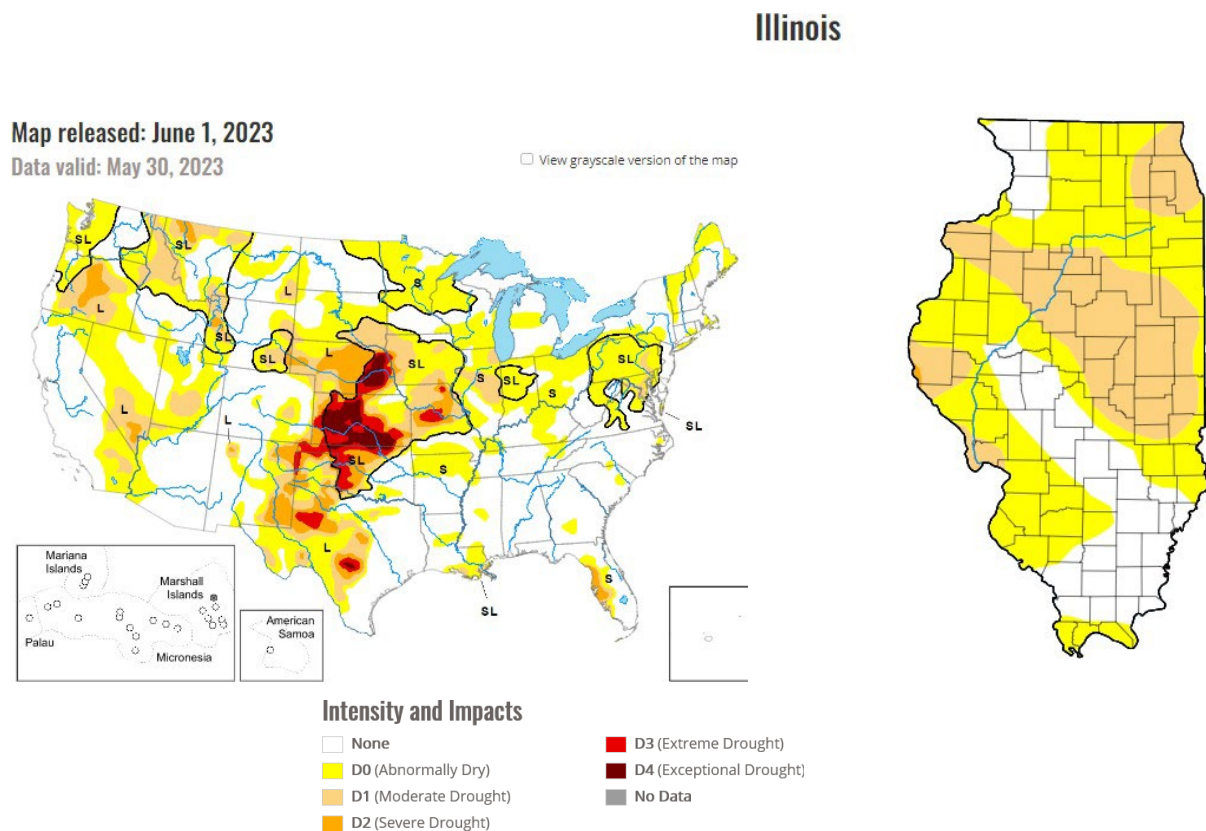 Illinois
Map released: June 1, 2023
Data valid: May 30, 2023
View grayscale version of the map
SL
SL
S
L
SL
SL
L
SL
S
SL
SL
S
L
L
SL
SL
S
L
S
SL
Mariana
Islands
Marshall
Islands
Palau
Micronesia
American
Samoa
Intensity and Impacts
None
D0 (Abnormally Dry)
D1 (Moderate Drought)
D2 (Severe Drought)
D3 (Extreme Drought)
D4 (Exceptional Drought)
No Data